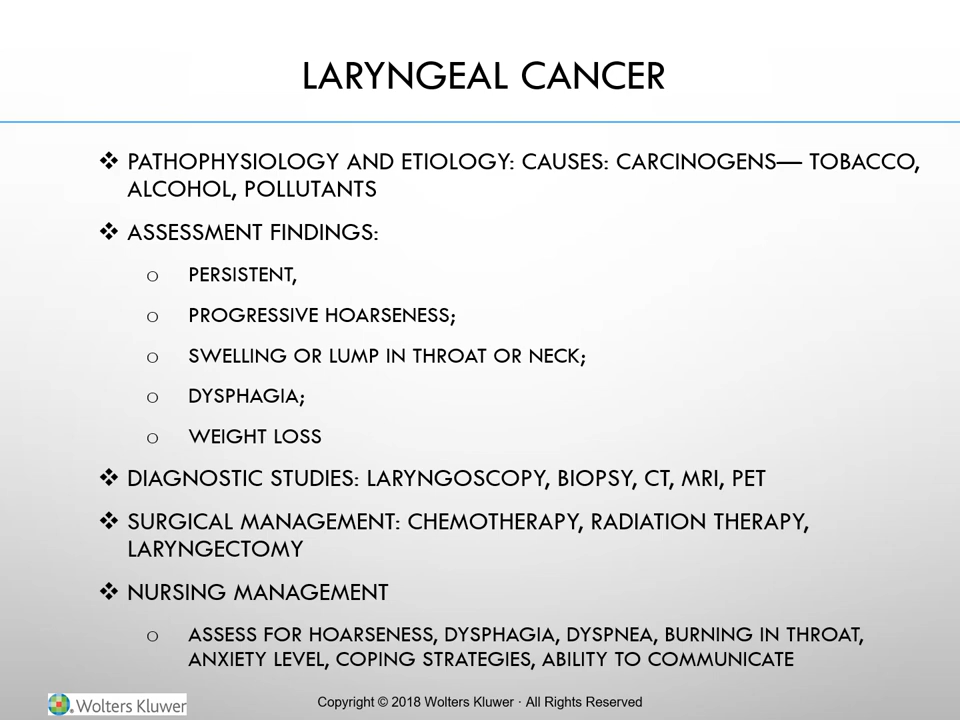 LARYNGEAL CANCER
❖ PATHOPHYSIOLOGY AND ETIOLOGY: CAUSES: CARCINOGENS— TOBACCO,
ALCOHOL, POLLUTANTS
❖ ASSESSMENT FINDINGS:
o PERSISTENT,
o PROGRESSIVE HOARSENESS;
o SWELLING OR LUMP IN THROAT OR NECK;
o DYSPHAGIA;
o WEIGHT LOSS
❖ DIAGNOSTIC STUDIES: LARYNGOSCOPY, BIOPSY, CT, MRI, PET
❖ SURGICAL MANAGEMENT: CHEMOTHERAPY, RADIATION THERAPY,
LARYNGECTOMY
❖ NURSING MANAGEMENT
o ASSESS FOR HOARSENESS, DYSPHAGIA, DYSPNEA, BURNING IN THROAT,
ANXIETY LEVEL, COPING STRATEGIES, ABILITY TO COMMUNICATE
Wolters Kluwer
Copyright © 2018 Wolters Kluwer · All Rights Reserved